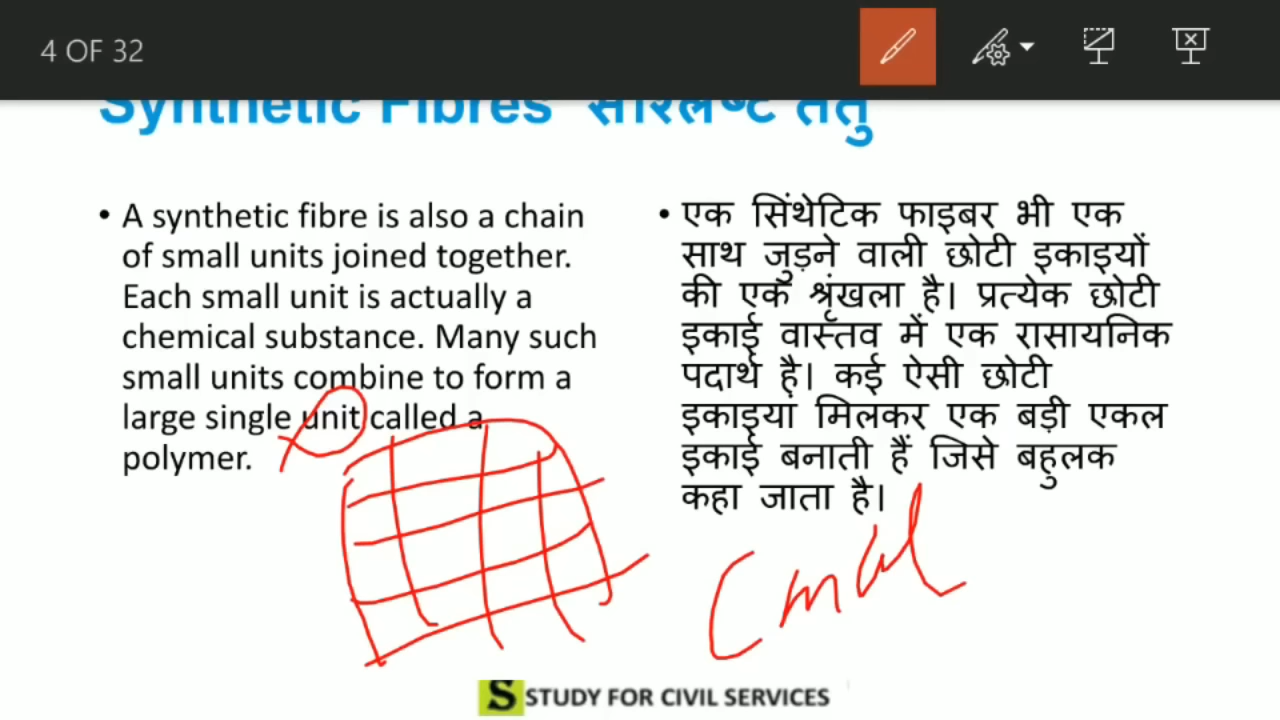 4 OF 32
Synthetic Fibres सांश्लिष्ट तंतु
• A synthetic fibre is also a chain
of small units joined together.
Each small unit is actually a
chemical substance. Many such
small units combine to form a
large single unit called a
polymer.
• एक सिंथेटिक फाइबर भी एक
साथ जुड़ने वाली छोटी इकाइयों
की एक श्रृंखला है। प्रत्येक छोटी
इकाई वास्तव में एक रासायनिक
पदार्थ है। कई ऐसी छोटी
इकाइयां मिलकर एक बड़ी एकल
इकाई बनाती हैं जिसे बहुलक
कहा जाता है।
S STUDY FOR CIVIL SERVICES